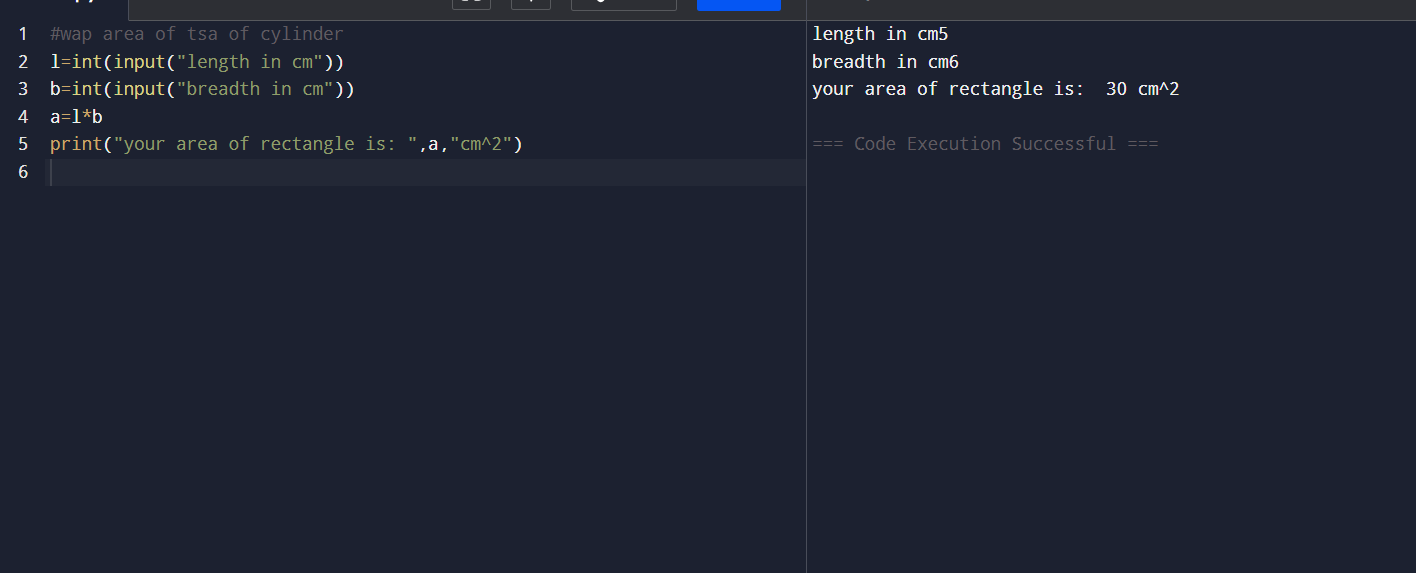 1 #wap area of tsa of cylinder
2 l=int(input("length in cm"))
3 b=int(input("breadth in cm"))
4 a=l*b
5 print("your area of rectangle is: ",a,"cm^2")
6
length in cm5
breadth in cm6
your area of rectangle is:  30 cm^2
=== Code Execution Successful ===